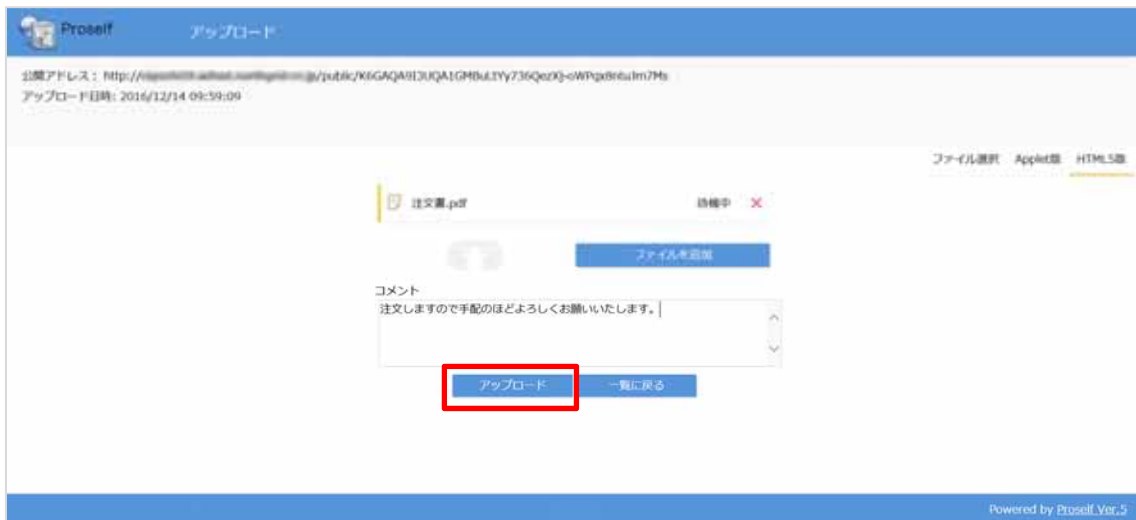 Proself
アップロード
公開アドレス: http://
アップロード日時: 2016/12/14 09:59:09
ファイル選択 Applet版 HTML5版
注文書.pdf 待機中
ファイルを追加
コメント
注文しますので手配のほどよろしくお願いいたします。
アップロード 一覧に戻る
Powered by Proself Ver.5